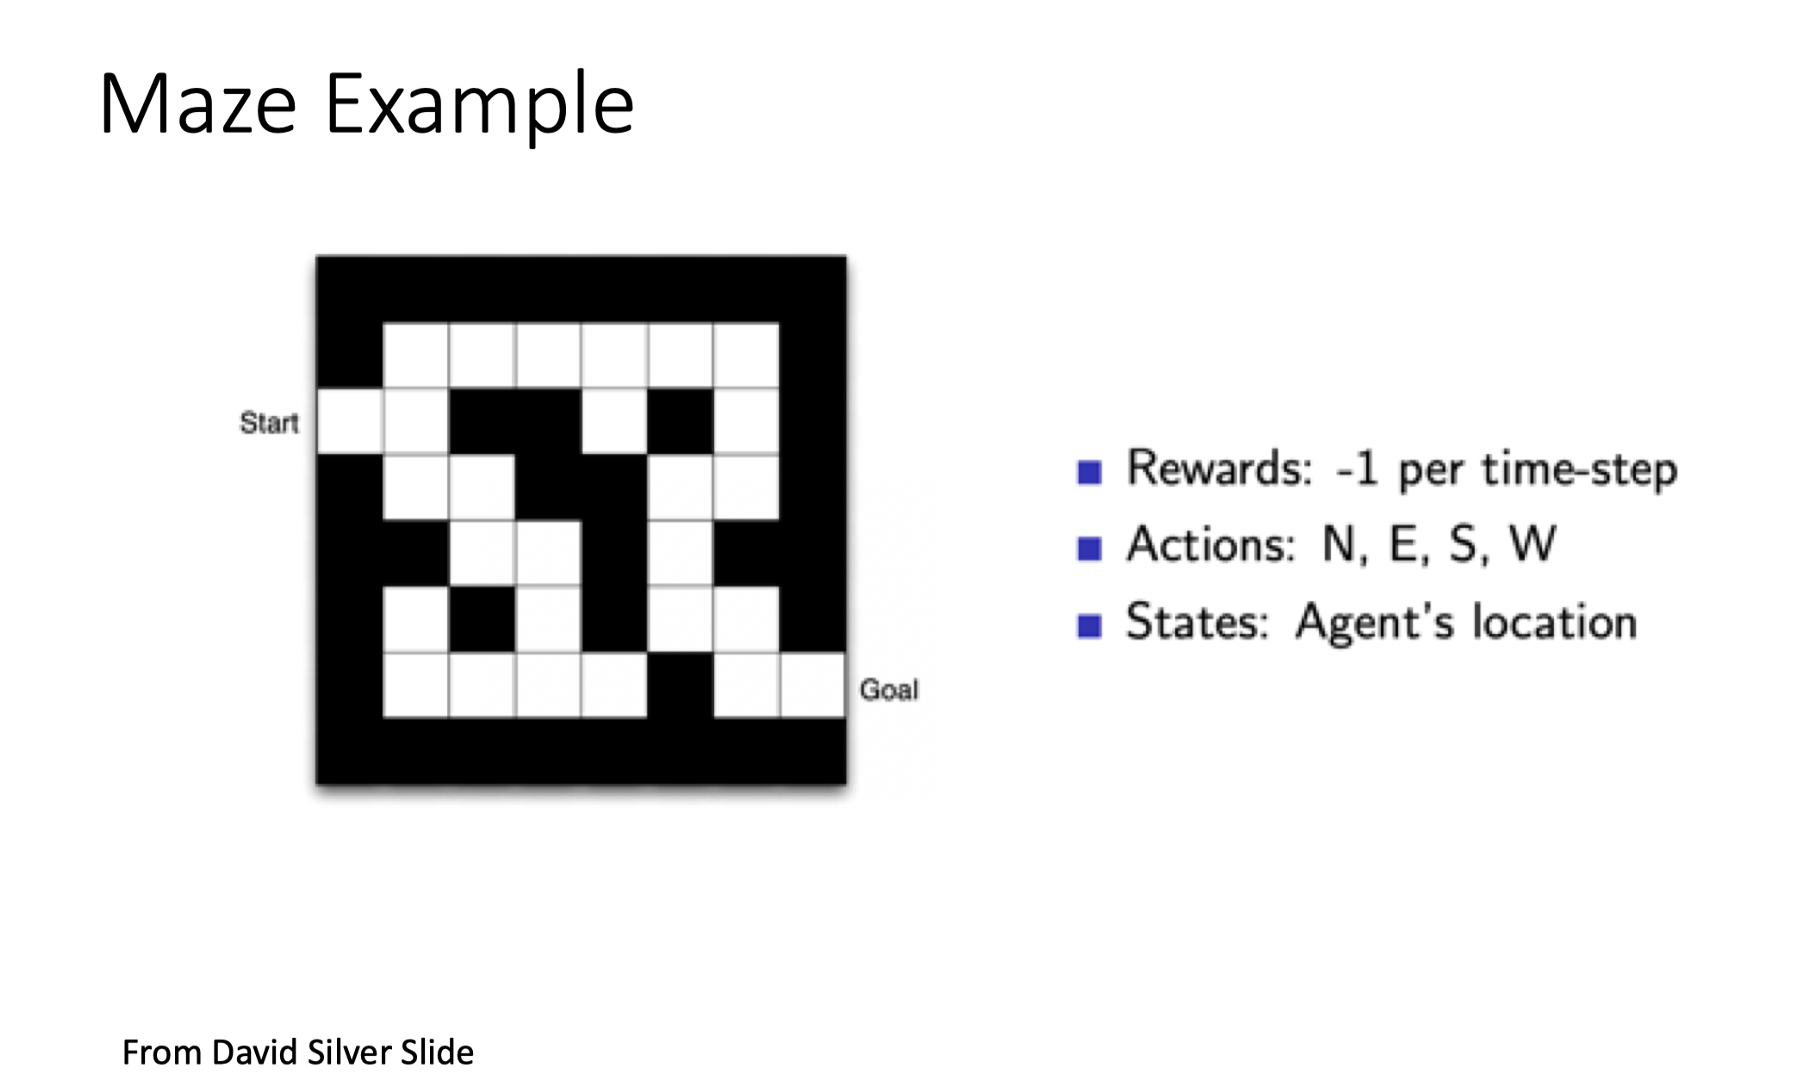 Maze Example
Start
Goal
Rewards: -1 per time-step
Actions: N, E, S, W
States: Agent's location
From David Silver Slide